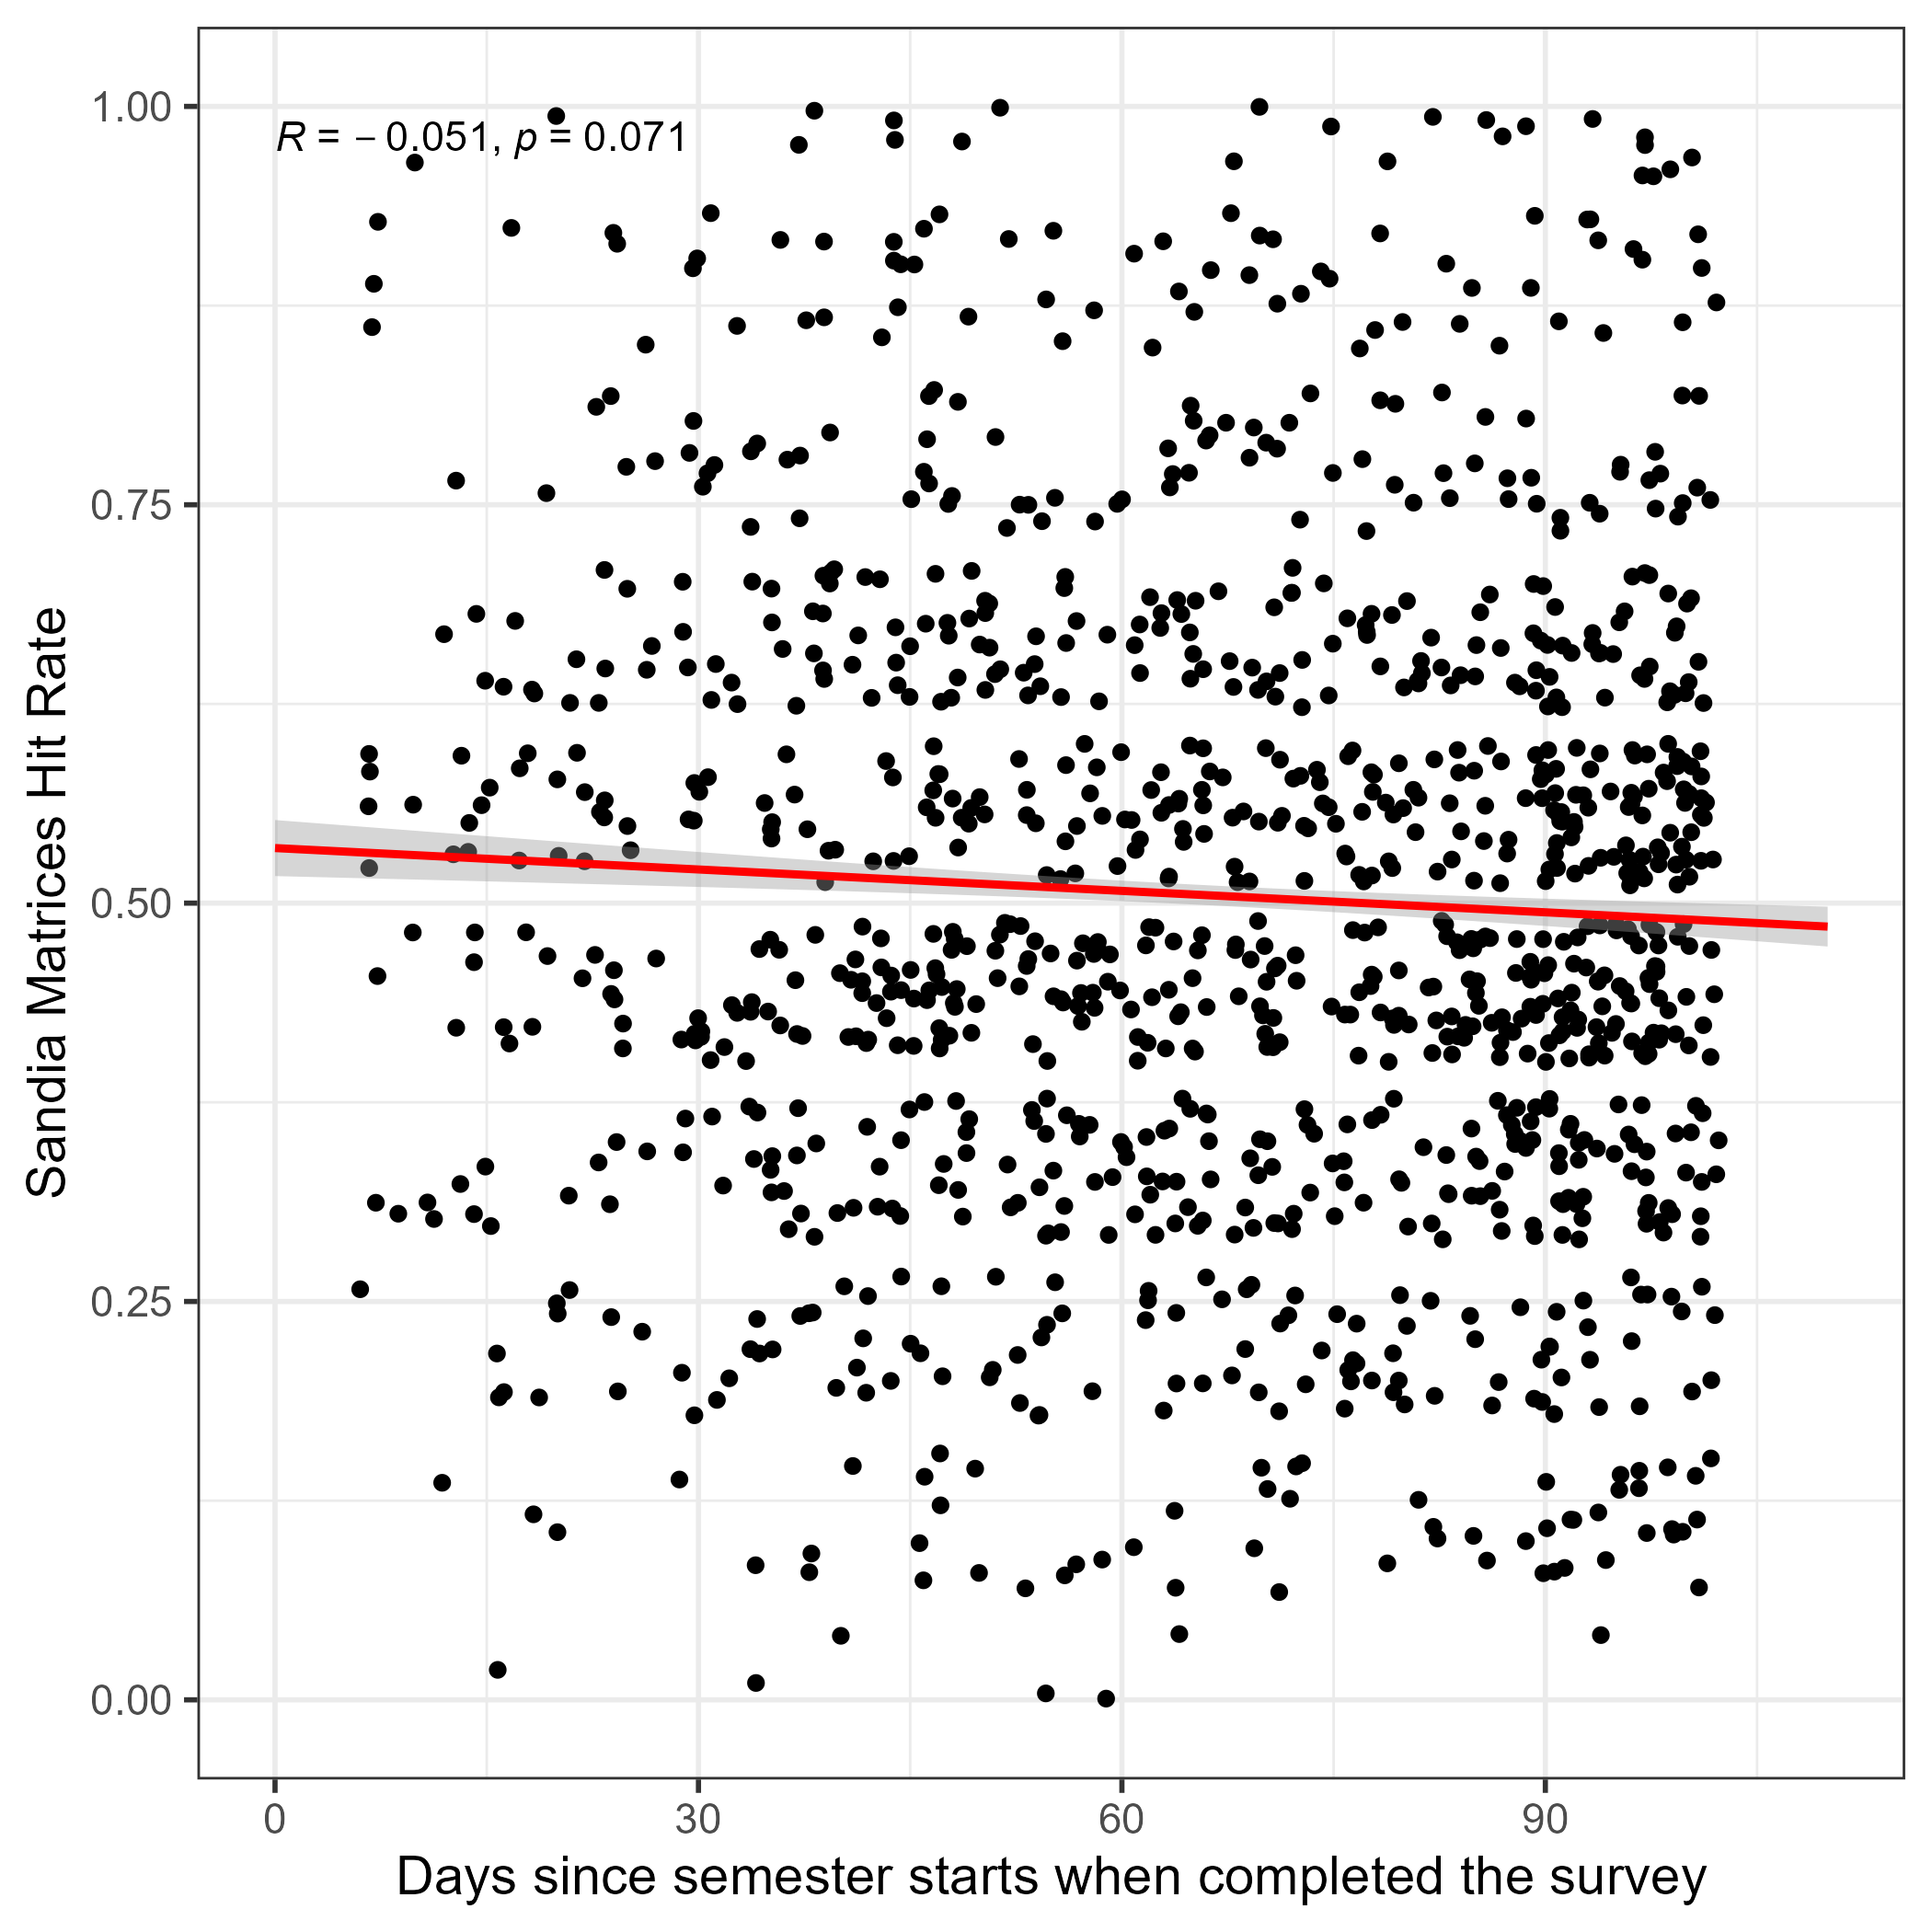 R = − 0.051, p = 0.071
1.00
0.75
0.50
0.25
0.00
Sandia Matrices Hit Rate
0 30 60 90
Days since semester starts when completed the survey